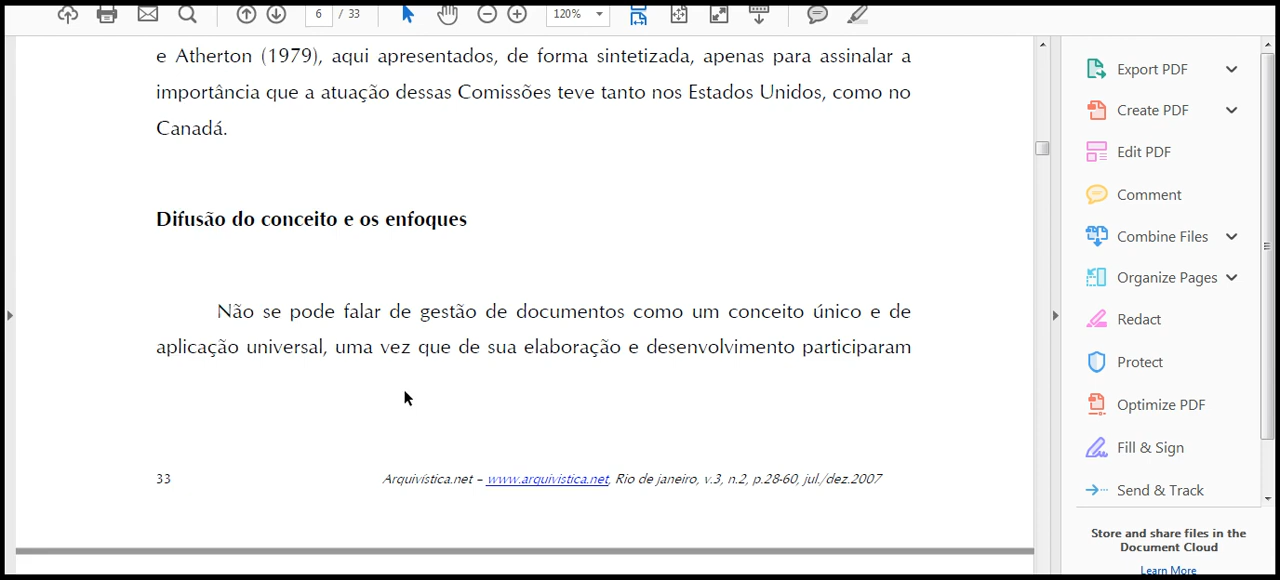 6 / 33
120%
e Atherton (1979), aqui apresentados, de forma sintetizada, apenas para assinalar a
importância que a atuação dessas Comissões teve tanto nos Estados Unidos, como no
Canadá.
Difusão do conceito e os enfoques
Não se pode falar de gestão de documentos como um conceito único e de
aplicação universal, uma vez que de sua elaboração e desenvolvimento participaram
33
Arquivística.net – www.arquivistica.net, Rio de janeiro, v.3, n.2, p.28-60, jul./dez.2007
Export PDF
Create PDF
Edit PDF
Comment
Combine Files
Organize Pages
Redact
Protect
Optimize PDF
Fill & Sign
Send & Track
Store and share files in the
Document Cloud
Learn More